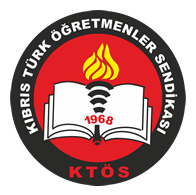 KIBRIS TÜRK ÖĞRETMENLER SENDİKASI
1968
KTÖS